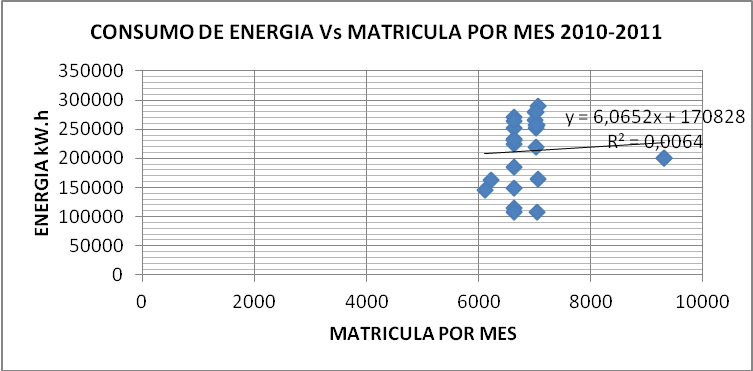 CONSUMO DE ENERGIA Vs MATRICULA POR MES 2010-2011
ENERGIA kW.h
350000
300000
250000
200000
150000
100000
50000
0
y = 6,0652x + 170828
R² = 0,0064
0 2000 4000 6000 8000 10000
MATRICULA POR MES